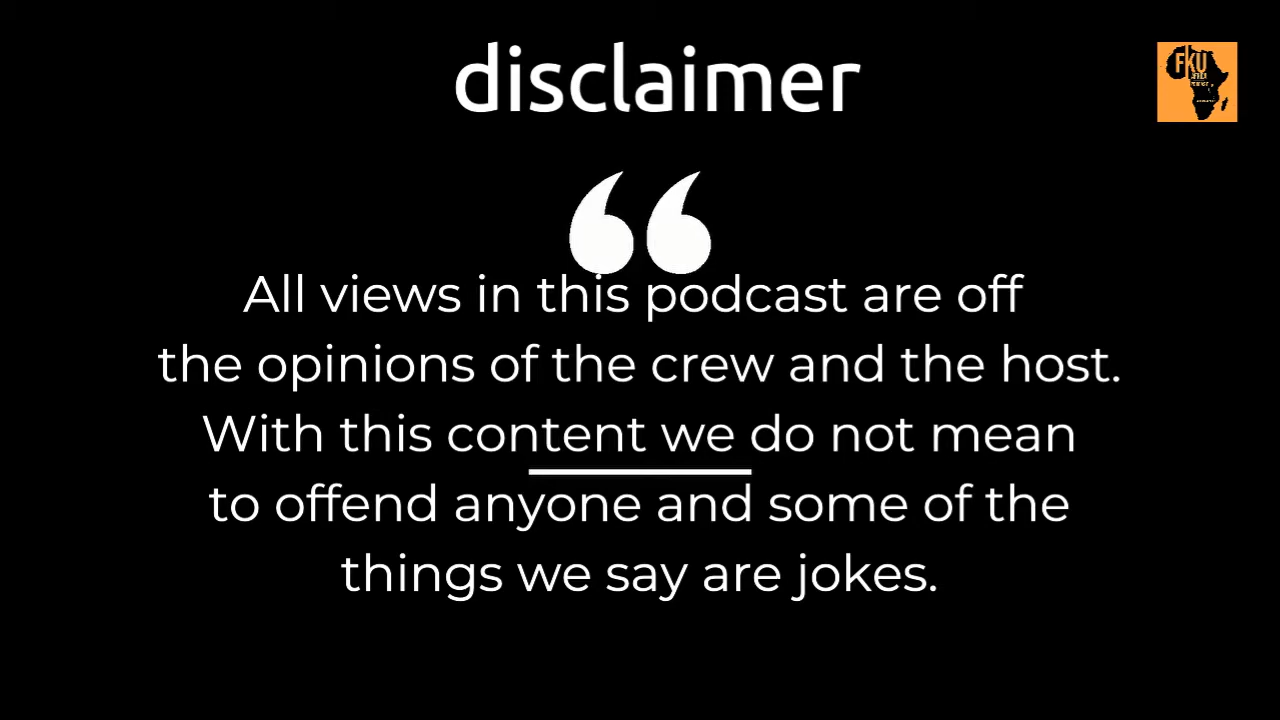 disclaimer
FKU
All views in this podcast are off
the opinions of the crew and the host.
With this content we do not mean
to offend anyone and some of the
things we say are jokes.